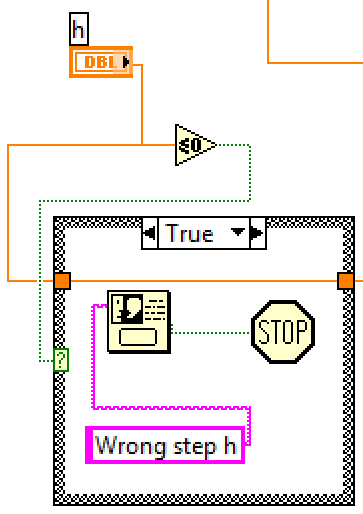 h
DBL
≤0
True
?
STOP
Wrong step h